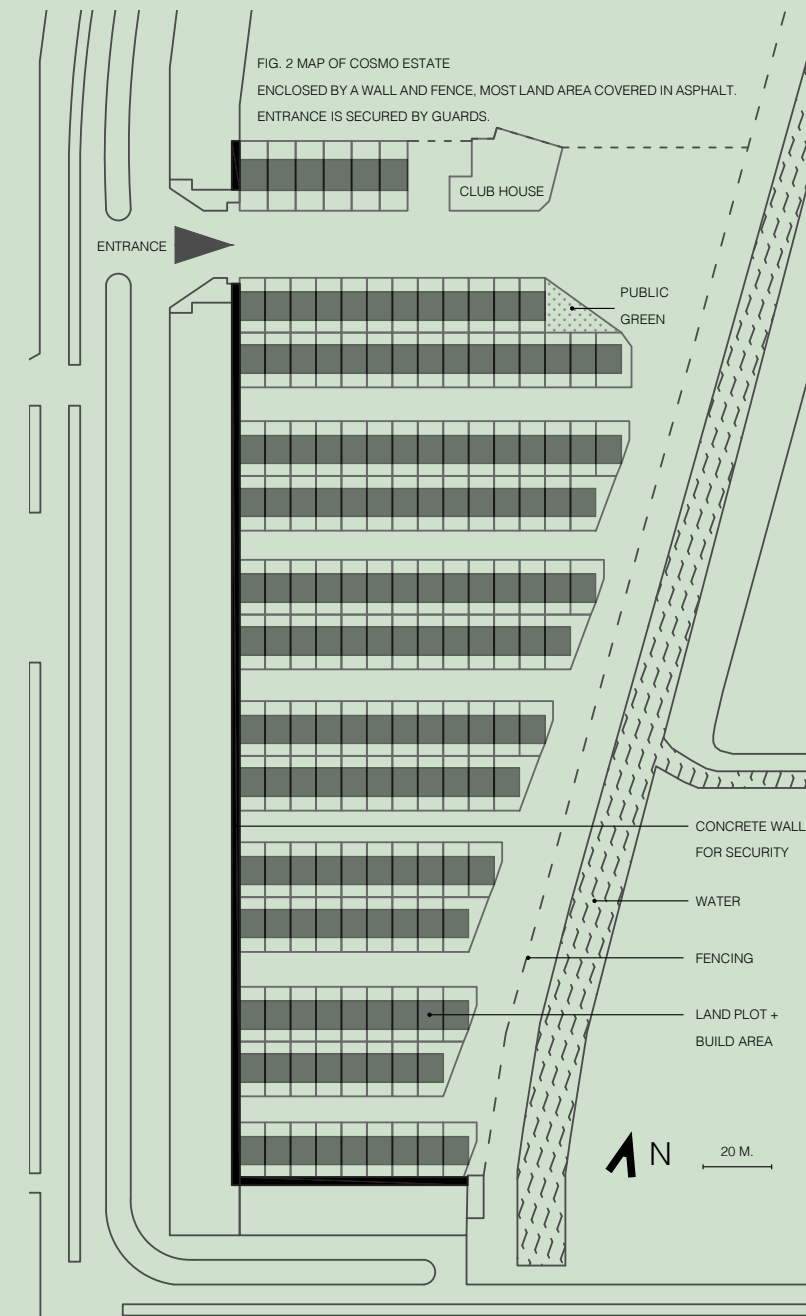 FIG. 2 MAP OF COSMO ESTATE
ENCLOSED BY A WALL AND FENCE, MOST LAND AREA COVERED IN ASPHALT.
ENTRANCE IS SECURED BY GUARDS.
CLUB HOUSE
ENTRANCE
PUBLIC
GREEN
CONCRETE WALL
FOR SECURITY
WATER
FENCING
LAND PLOT +
BUILD AREA
N
20 M.